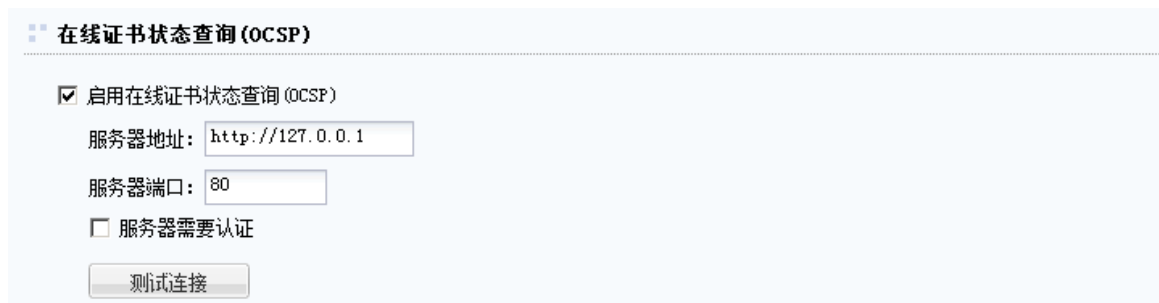 在线证书状态查询(OCSP)
启用在线证书状态查询(OCSP)
服务器地址: http://127.0.0.1
服务器端口: 80
服务器需要认证
测试连接